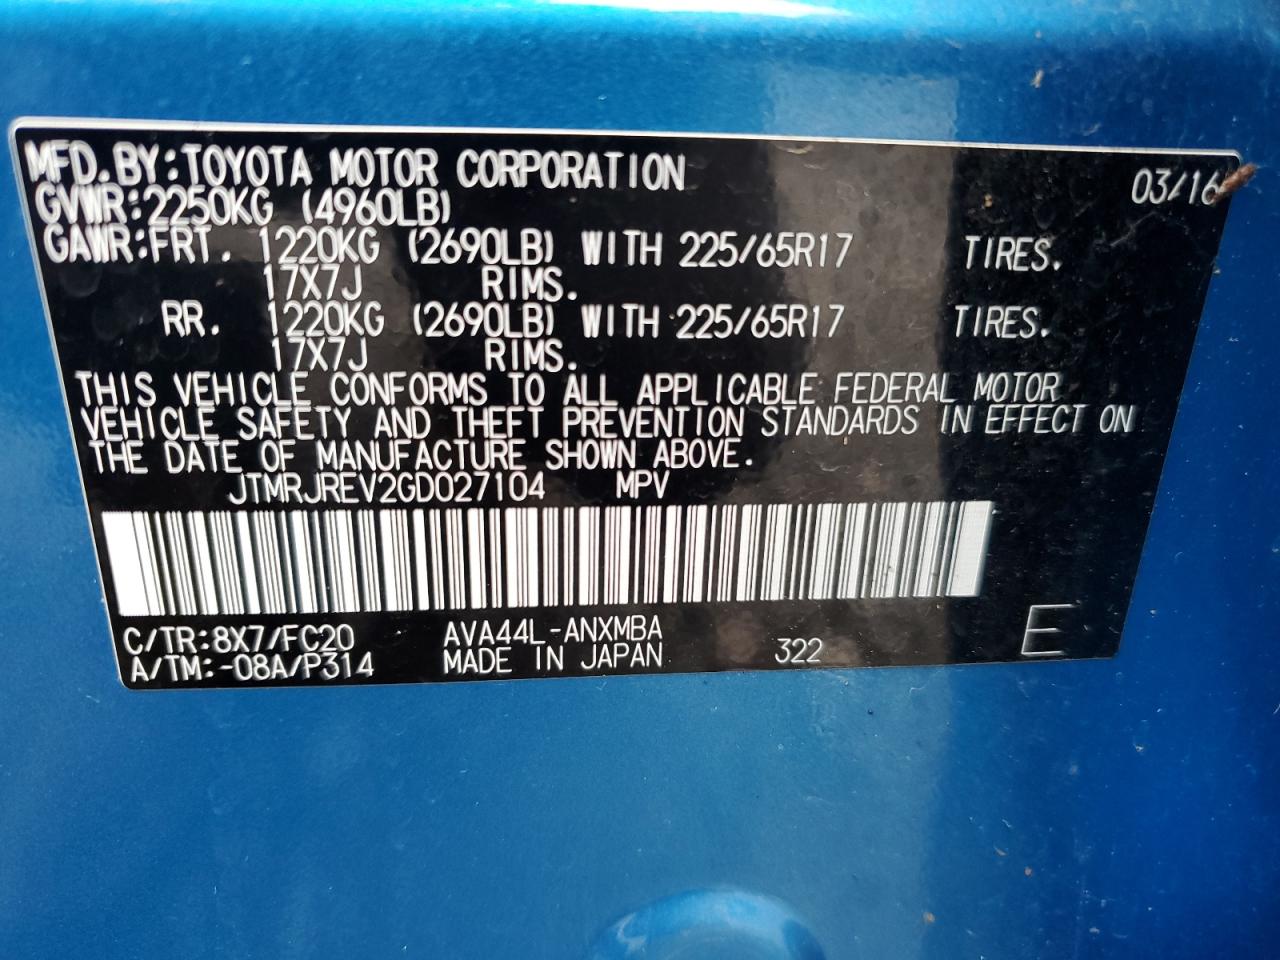 MFD. BY: TOYOTA MOTOR CORPORATION 03/16
GVWR: 2250KG (4960LB)
GAWR: FRT. 1220KG (2690LB) WITH 225/65R17 TIRES.
17X7J RIMS.
RR. 1220KG (2690LB) WITH 225/65R17 TIRES.
17X7J RIMS.
THIS VEHICLE CONFORMS TO ALL APPLICABLE FEDERAL MOTOR
VEHICLE SAFETY AND THEFT PREVENTION STANDARDS IN EFFECT ON
THE DATE OF MANUFACTURE SHOWN ABOVE.
JTMRJREV2GD027104 MPV
C/TR: 8X7/FC20 AVA44L-ANXMBA 322 E
A/TM: -08A/P314 MADE IN JAPAN